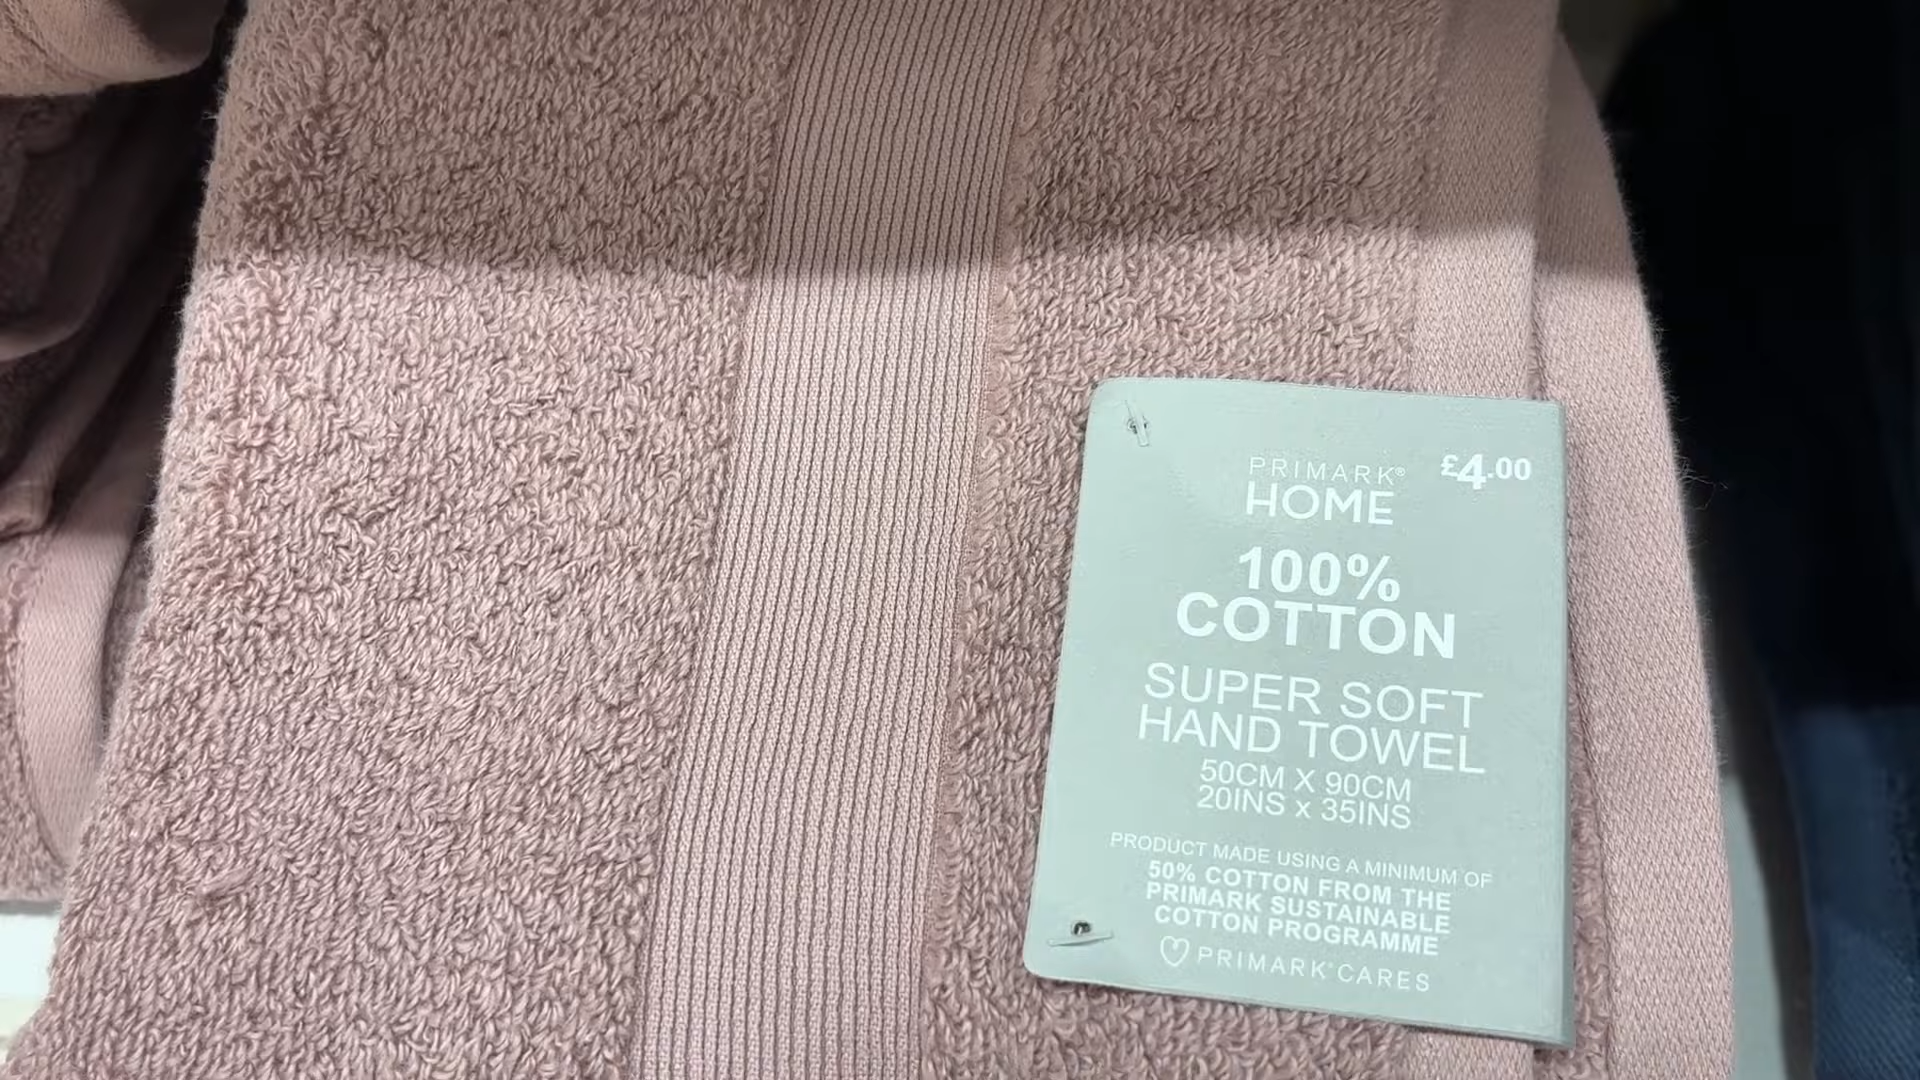 PRIMARK® £4.00
HOME
100%
COTTON
SUPER SOFT
HAND TOWEL
50CM X 90CM
20INS x 35INS
PRODUCT MADE USING A MINIMUM OF
50% COTTON FROM THE
PRIMARK SUSTAINABLE
COTTON PROGRAMME
PRIMARK® CARES